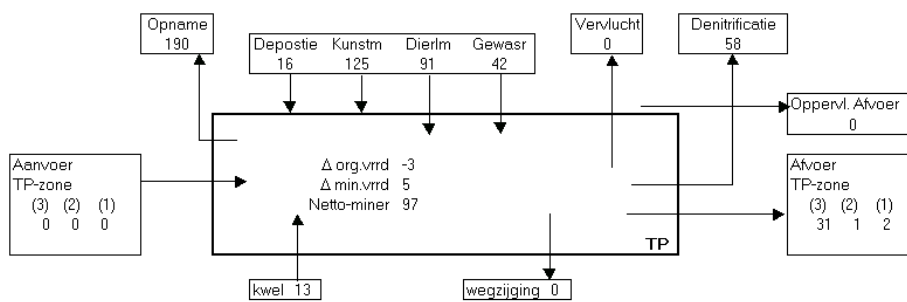 Opname
190
Depostie Kunstm Dierlm Gewasr
16 125 91 42
Vervlucht
0
Denitrificatie
58
Oppervl. Afvoer
0
Aanvoer
TP-zone
(3) (2) (1)
0 0 0
Δ org.vrrd -3
Δ min.vrrd 5
Netto-miner 97
TP
Afvoer
TP-zone
(3) (2) (1)
31 1 2
kwel 13
wegzijging 0